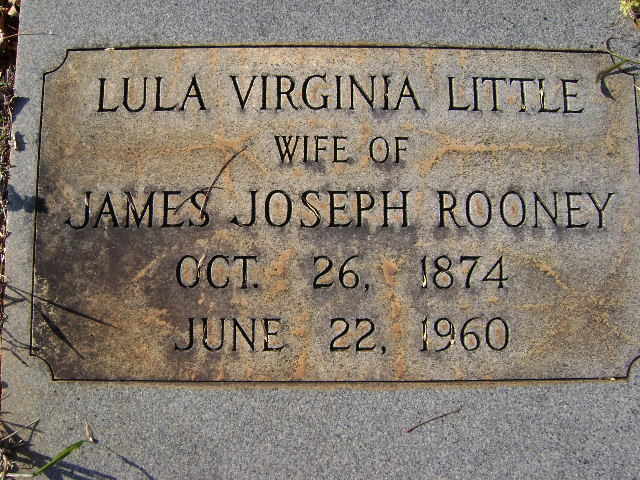 LULA VIRGINIA LITTLE
WIFE OF
JAMES JOSEPH ROONEY
OCT. 26, 1874
JUNE 22, 1960